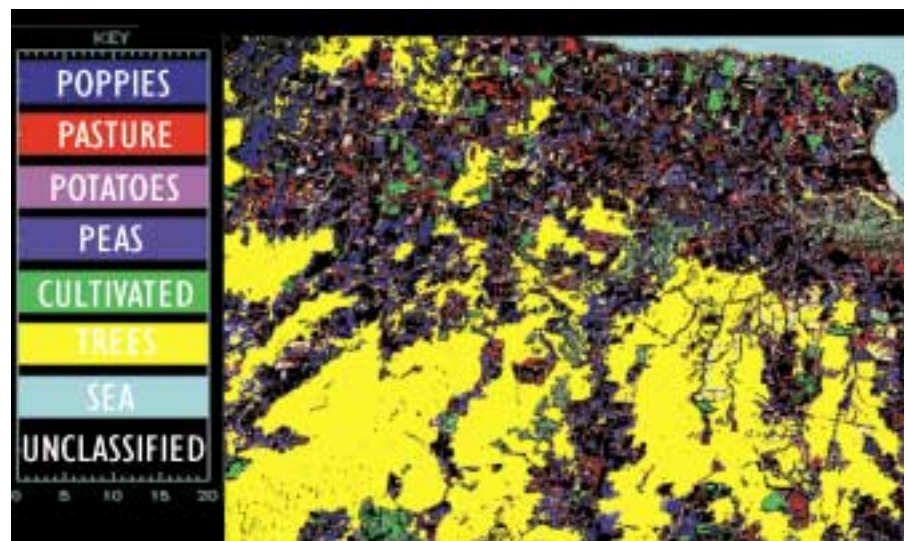 KEY
POPPIES
PASTURE
POTATOES
PEAS
CULTIVATED
TREES
SEA
UNCLASSIFIED
0 5 10 15 20